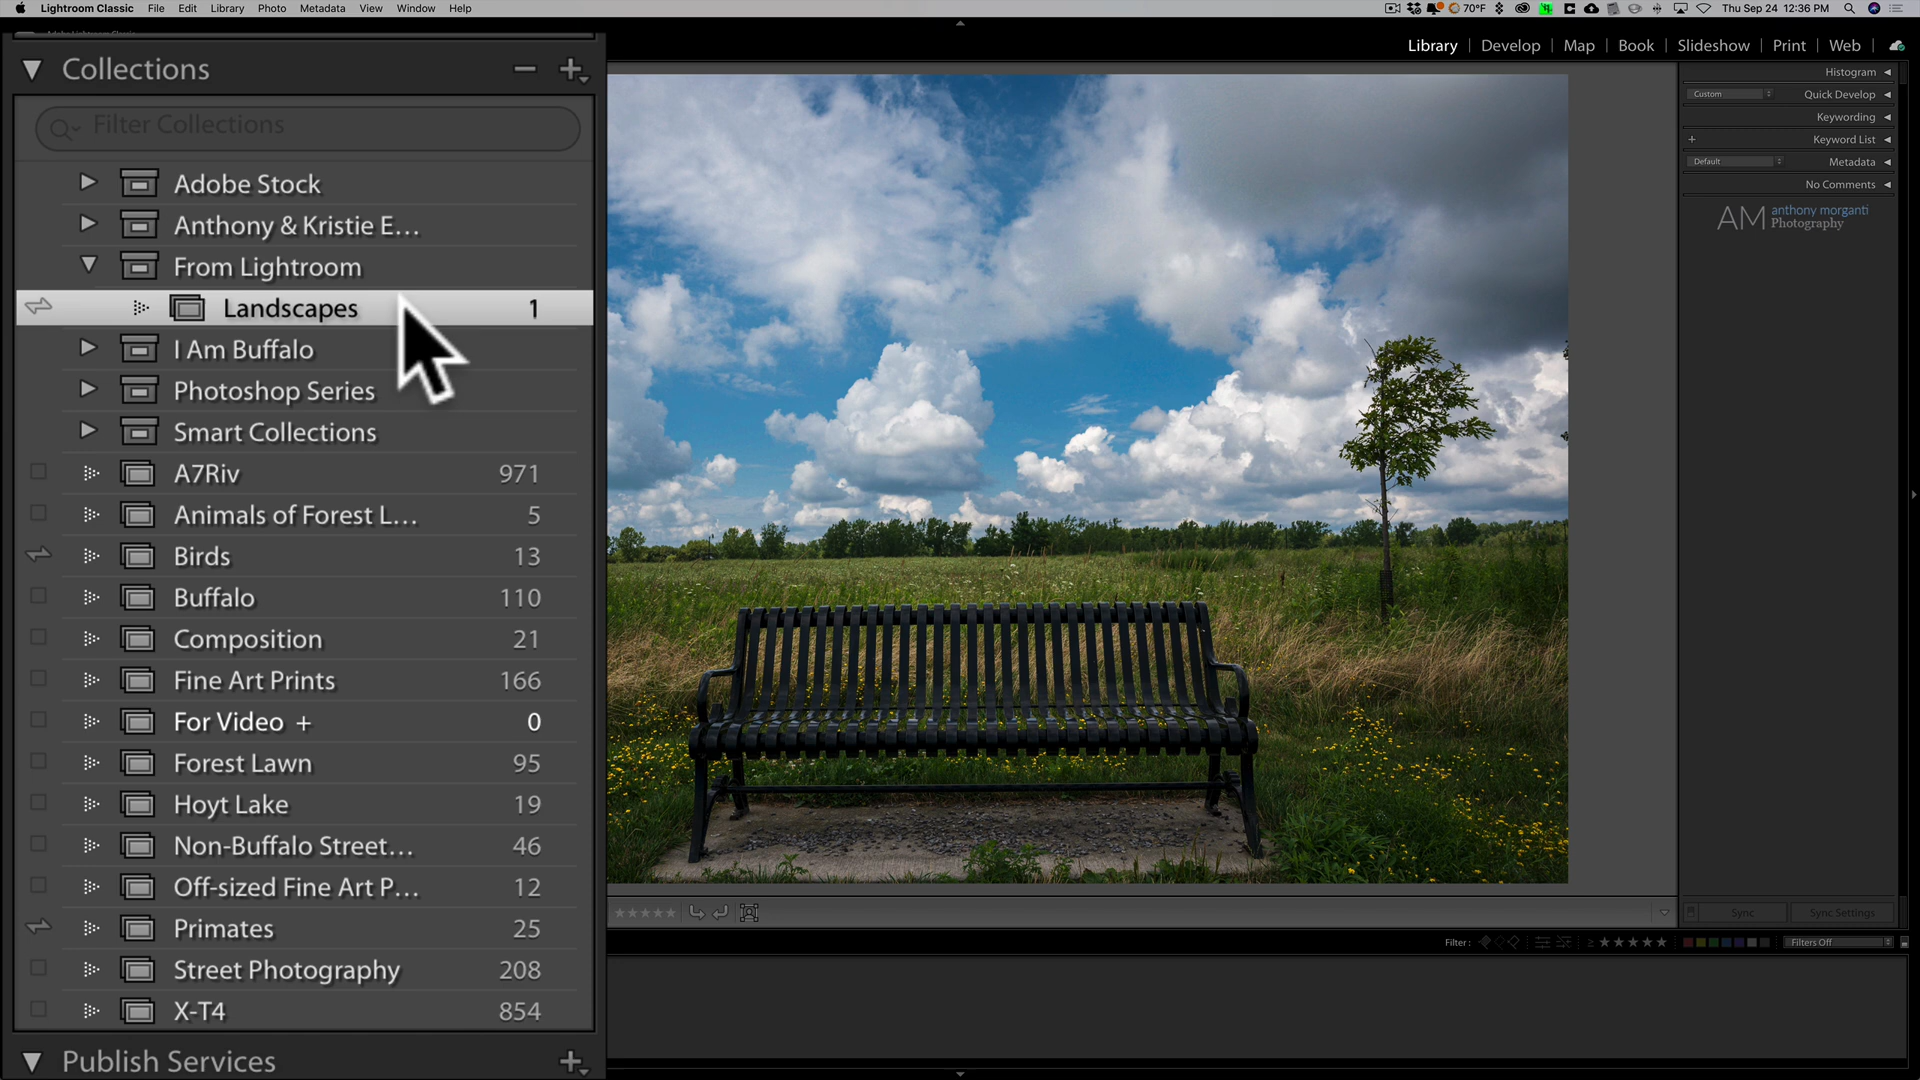 Lightroom Classic File Edit Library Photo Metadata View Window Help 70°F Thu Sep 24 12:36 PM
Library Develop Map Book Slideshow Print Web
Collections
Filter Collections
Adobe Stock
Anthony & Kristie E...
From Lightroom
Landscapes 1
I Am Buffalo
Photoshop Series
Smart Collections
A7Riv 971
Animals of Forest L... 5
Birds 13
Buffalo 110
Composition 21
Fine Art Prints 166
For Video + 0
Forest Lawn 95
Hoyt Lake 19
Non-Buffalo Street... 46
Off-sized Fine Art P... 12
Primates 25
Street Photography 208
X-T4 854
Publish Services
Histogram
Custom Quick Develop
Keywording
+ Keyword List
Default Metadata
No Comments
AM anthony morganti
Photography
Sync Sync Settings
Filter : Filters Off